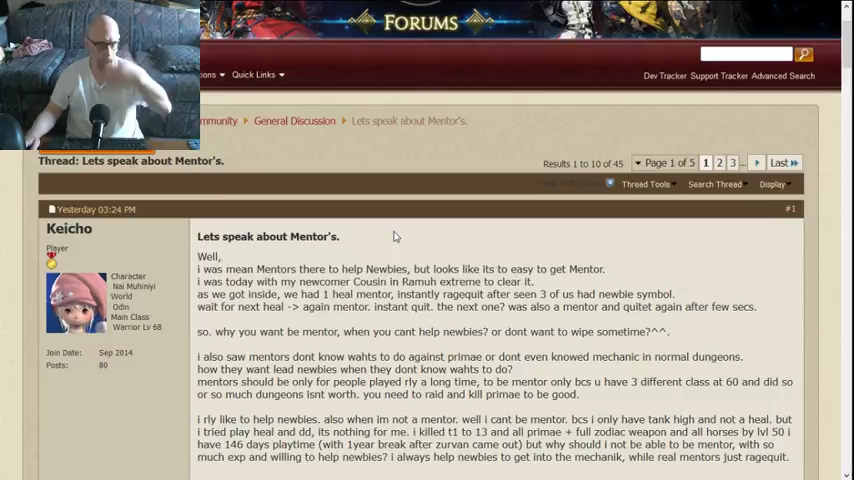 FORUMS
Quick Links
Dev Tracker Support Tracker Advanced Search
General Discussion Lets speak about Mentor's.
Thread: Lets speak about Mentor's.
Results 1 to 10 of 45 Page 1 of 5 1 2 3 ... Last
Thread Tools Search Thread Display
Yesterday 03:24 PM #1
Keicho
Player
Character
Nai Muhiniyi
World
Odin
Main Class
Warrior Lv 68
Join Date: Sep 2014
Posts: 80
Lets speak about Mentor's.
Well,
i was mean Mentors there to help Newbies, but looks like its to easy to get Mentor.
i was today with my newcomer Cousin in Ramuh extreme to clear it.
as we got inside, we had 1 heal mentor, instantly ragequit after seen 3 of us had newbie symbol.
wait for next heal -> again mentor. instant quit. the next one? was also a mentor and quitet again after few secs.
so. why you want be mentor, when you cant help newbies? or dont want to wipe sometime?^^.
i also saw mentors dont know wahts to do against primae or dont even knowed mechanic in normal dungeons.
how they want lead newbies when they dont know wahts to do?
mentors should be only for people played rly a long time, to be mentor only bcs u have 3 different class at 60 and did so
or so much dungeons isnt worth. you need to raid and kill primae to be good.
i rly like to help newbies. also when im not a mentor. well i cant be mentor. bcs i only have tank high and not a heal. but
i tried play heal and dd, its nothing for me. i killed t1 to 13 and all primae + full zodiac weapon and all horses by lvl 50 i
have 146 days playtime (with 1year break after zurvan came out) but why should i not be able to be mentor, with so
much exp and willing to help newbies? i always help newbies to get into the mechanik, while real mentors just ragequit.